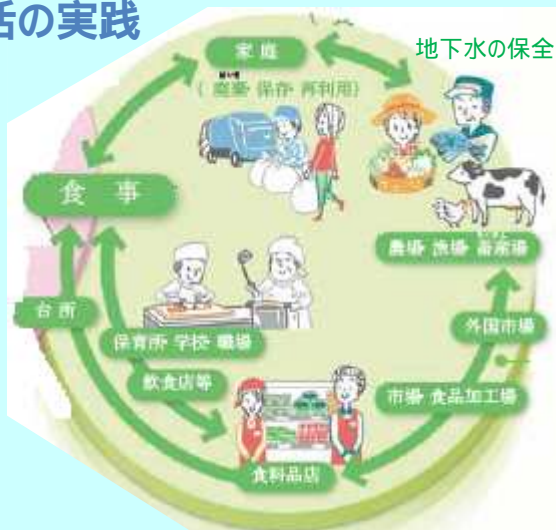 活の実践
地下水の保全
家庭
(廃棄・保存・再利用)
食事
農場・漁場・畜産場
台所
保育所・学校・職場
外国市場
飲食店等
市場・食品加工場
食料品店